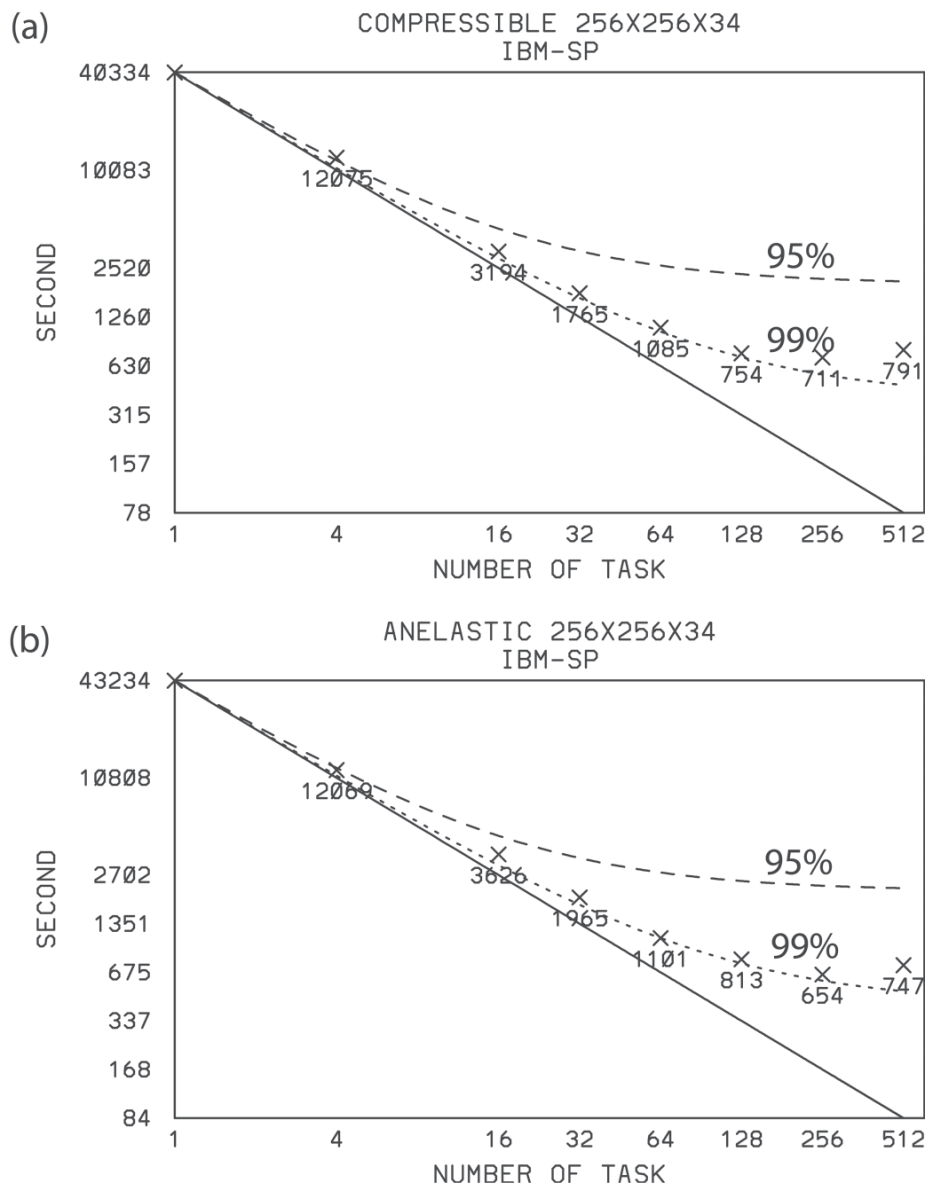 (a)
COMPRESSIBLE 256X256X34
IBM-SP
40334
10083
2520
1260
630
315
157
78
SECOND
12075
3194
1765
1085
754
711
791
95%
99%
1 4 16 32 64 128 256 512
NUMBER OF TASK
(b)
ANELASTIC 256X256X34
IBM-SP
43234
10808
2702
1351
675
337
168
84
SECOND
12069
3626
1965
1101
813
654
747
95%
99%
1 4 16 32 64 128 256 512
NUMBER OF TASK